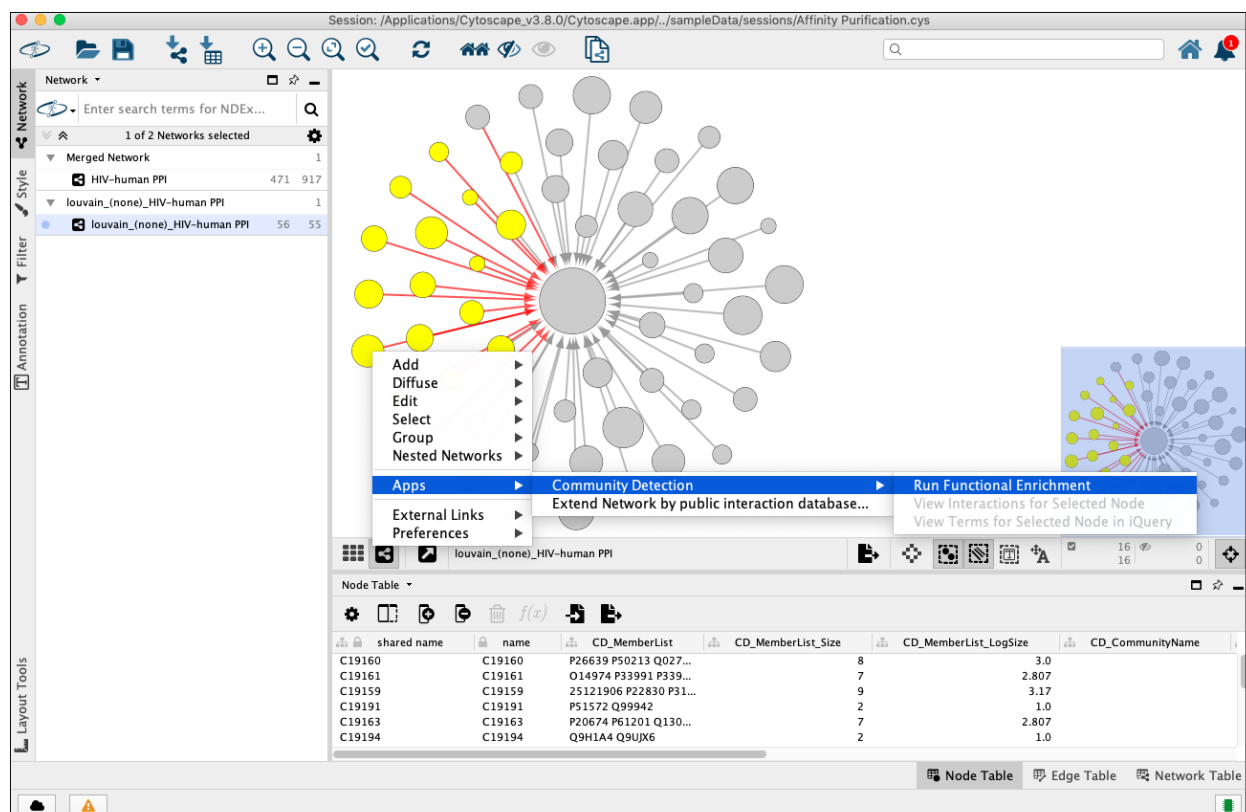 Session: /Applications/Cytoscape_v3.8.0/Cytoscape.app/../sampleData/sessions/Affinity Purification.cys
1
Network
Style
Filter
Annotation
Layout Tools
Network
Enter search terms for NDEx...
1 of 2 Networks selected
Merged Network 1
HIV-human PPI 471 917
louvain_(none)_HIV-human PPI 1
louvain_(none)_HIV-human PPI 56 55
Add
Diffuse
Edit
Select
Group
Nested Networks
Apps
External Links
Preferences
Community Detection
Extend Network by public interaction database...
Run Functional Enrichment
View Interactions for Selected Node
View Terms for Selected Node in iQuery
louvain_(none)_HIV-human PPI
16 0
16 0
Node Table
f(x)
shared name name CD_MemberList CD_MemberList_Size CD_MemberList_LogSize CD_CommunityName
C19160 C19160 P26639 P50213 Q027... 8 3.0
C19161 C19161 O14974 P33991 P339... 7 2.807
C19159 C19159 25121906 P22830 P31... 9 3.17
C19191 C19191 P51572 Q99942 2 1.0
C19163 C19163 P20674 P61201 Q130... 7 2.807
C19194 C19194 Q9H1A4 Q9UJX6 2 1.0
Node Table Edge Table Network Table